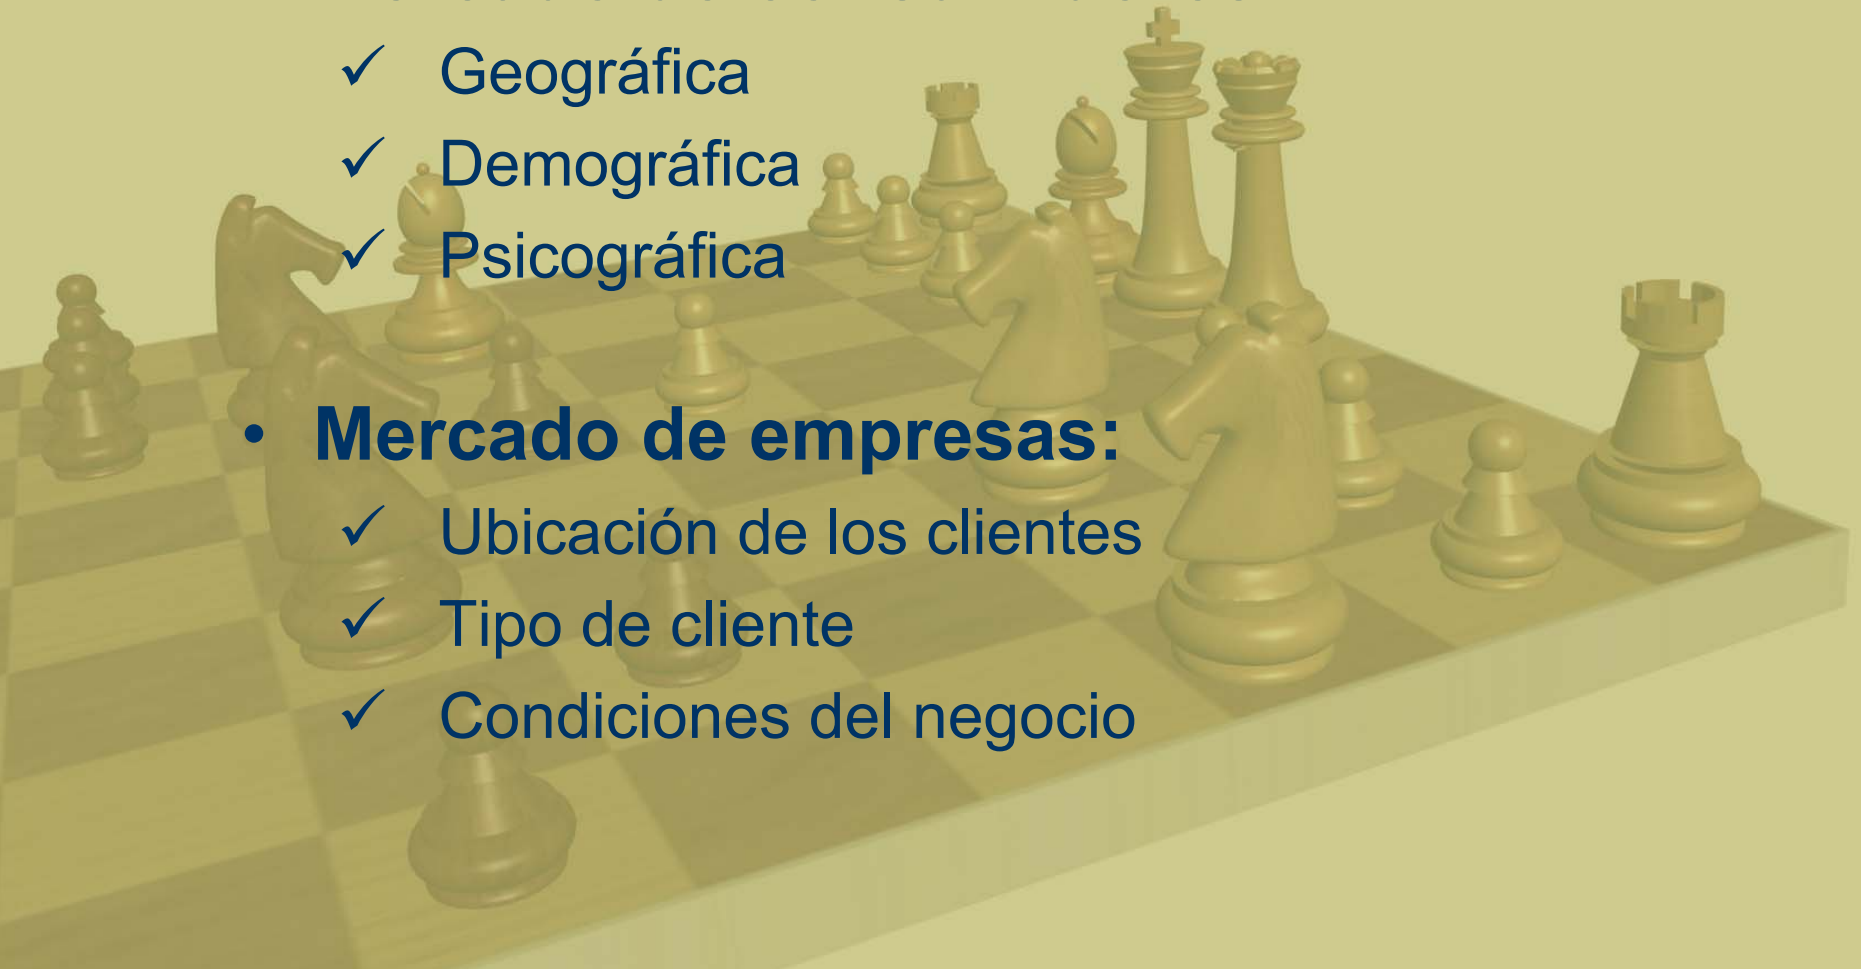 ✓ Geográfica
✓ Demográfica
✓ Psicográfica
• Mercado de empresas:
✓ Ubicación de los clientes
✓ Tipo de cliente
✓ Condiciones del negocio